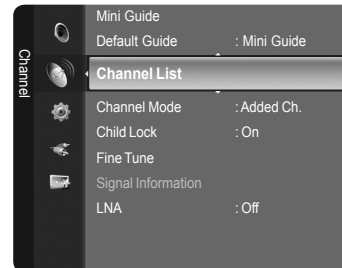 Channel
Mini Guide
Default Guide : Mini Guide
Channel List
Channel Mode : Added Ch.
Child Lock : On
Fine Tune
Signal Information
LNA : Off